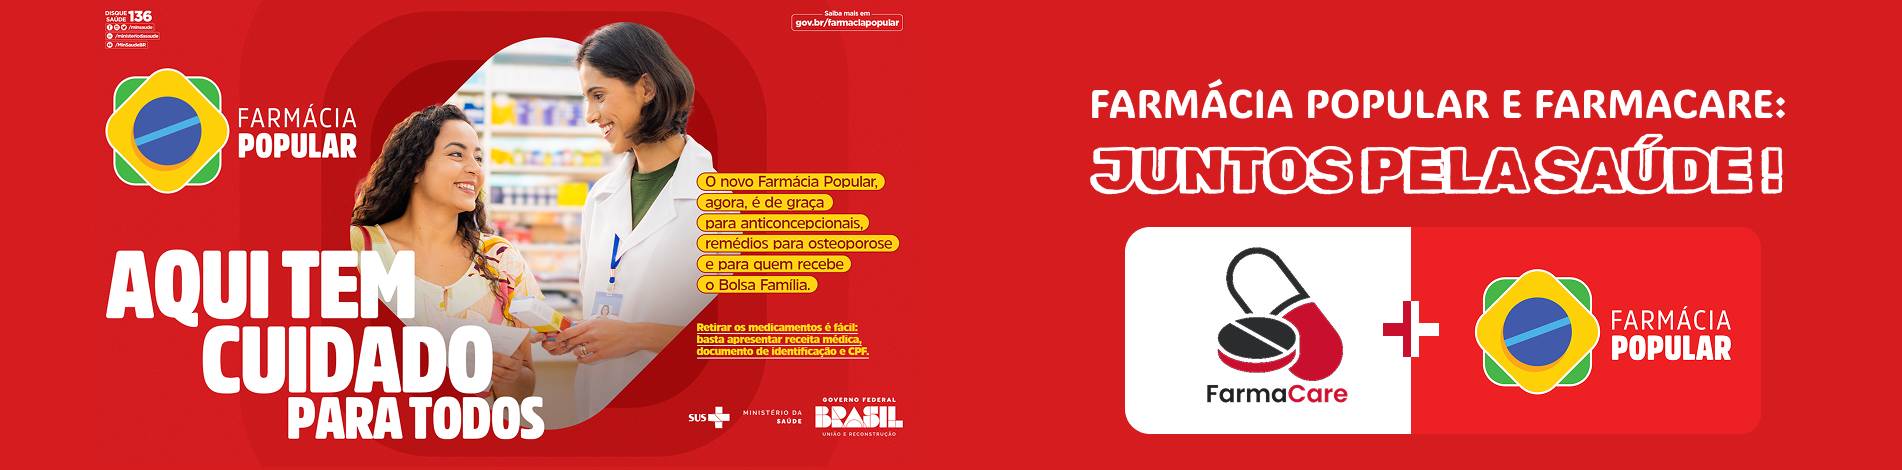 DISQUE SAÚDE 136
/minsaude
/ministeriodasaude
/MinSaudeBR
Saiba mais em
gov.br/farmaciapopular
FARMÁCIA
POPULAR
AQUI TEM
CUIDADO
PARA TODOS
O novo Farmácia Popular,
agora, é de graça
para anticoncepcionais,
remédios para osteoporose
e para quem recebe
o Bolsa Família.
Retirar os medicamentos é fácil:
basta apresentar receita médica,
documento de identificação e CPF.
SUS
MINISTÉRIO DA
SAÚDE
GOVERNO FEDERAL
BRASIL
UNIÃO E RECONSTRUÇÃO
FARMÁCIA POPULAR E FARMACARE:
JUNTOS PELA SAÚDE !
FarmaCare
FARMÁCIA
POPULAR